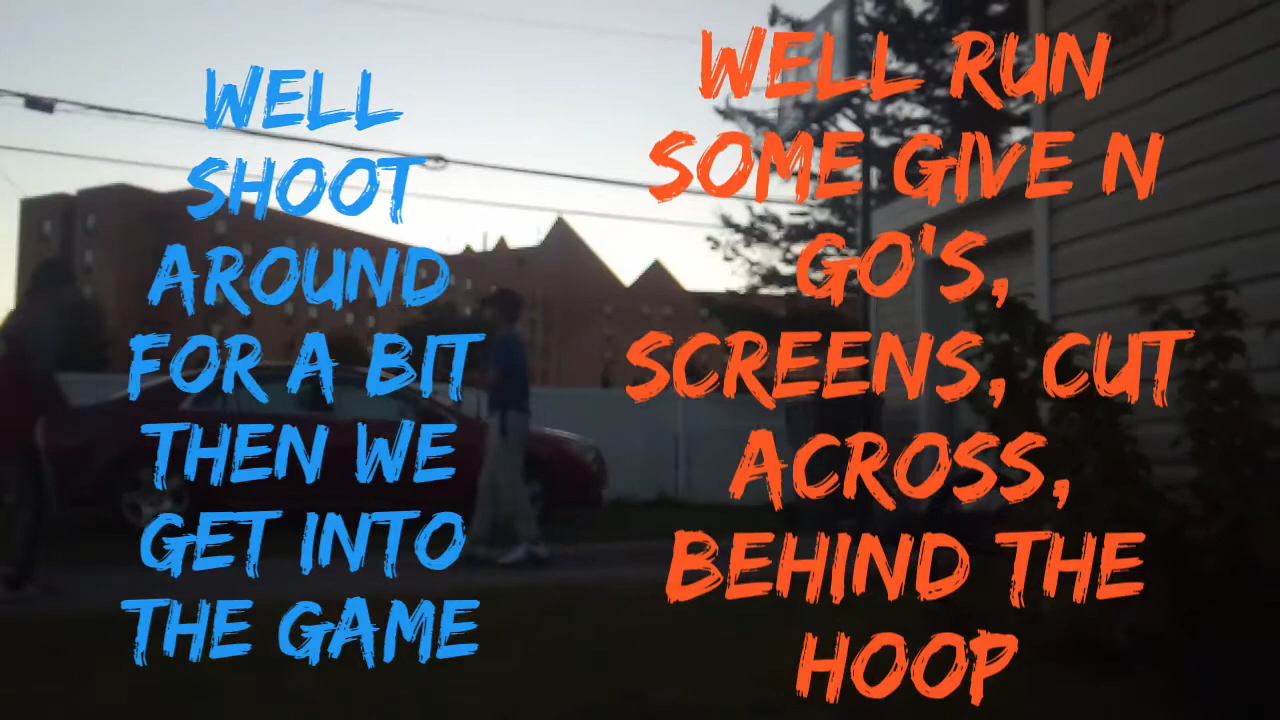 WELL
SHOOT
AROUND
FOR A BIT
THEN WE
GET INTO
THE GAME
WELL RUN
SOME GIVE N
GO'S,
SCREENS, CUT
ACROSS,
BEHIND THE
HOOP